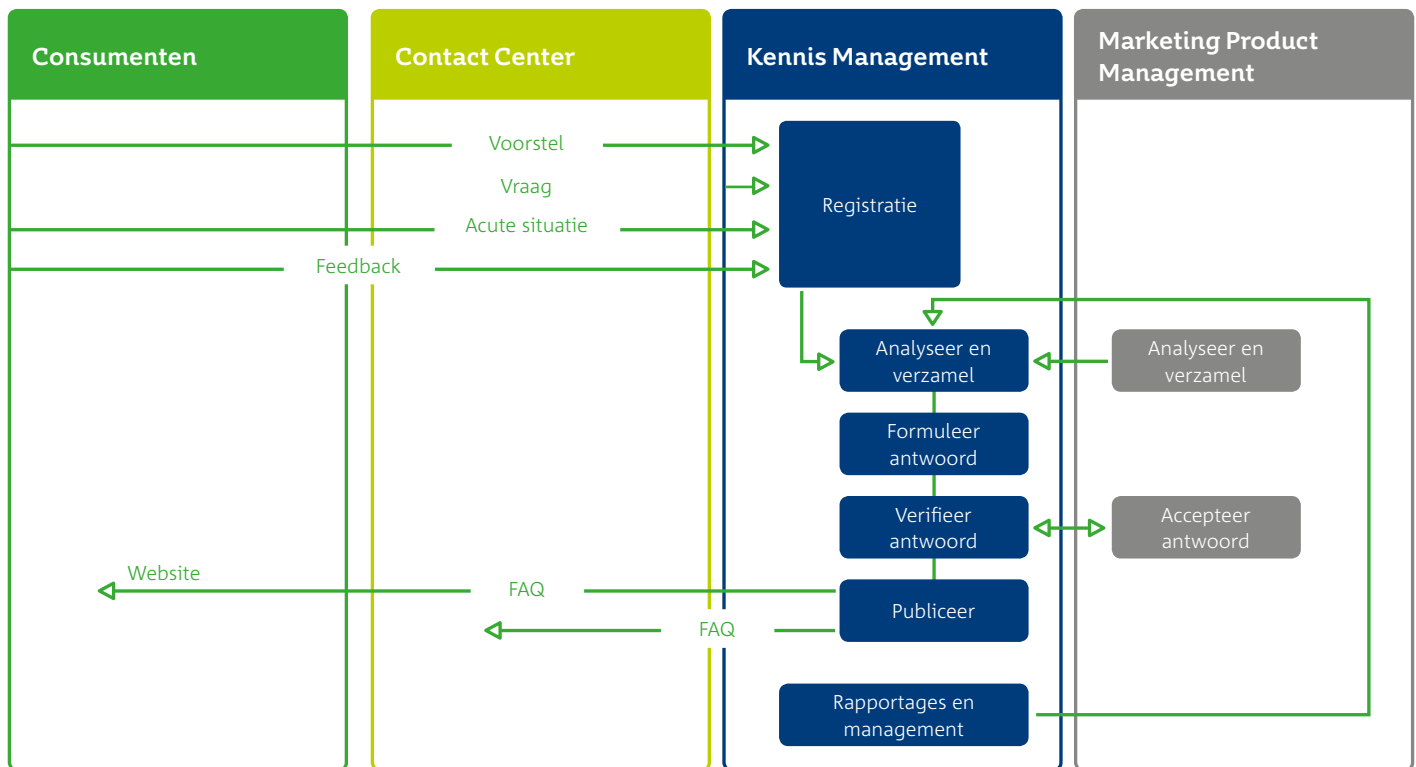 Consumenten
Contact Center
Kennis Management
Marketing Product
Management
Voorstel
Vraag
Registratie
Acute situatie
Feedback
Analyseer en
verzamel
Analyseer en
verzamel
Formuleer
antwoord
Verifieer
antwoord
Accepteer
antwoord
Website
FAQ
Publiceer
FAQ
Rapportages en
management